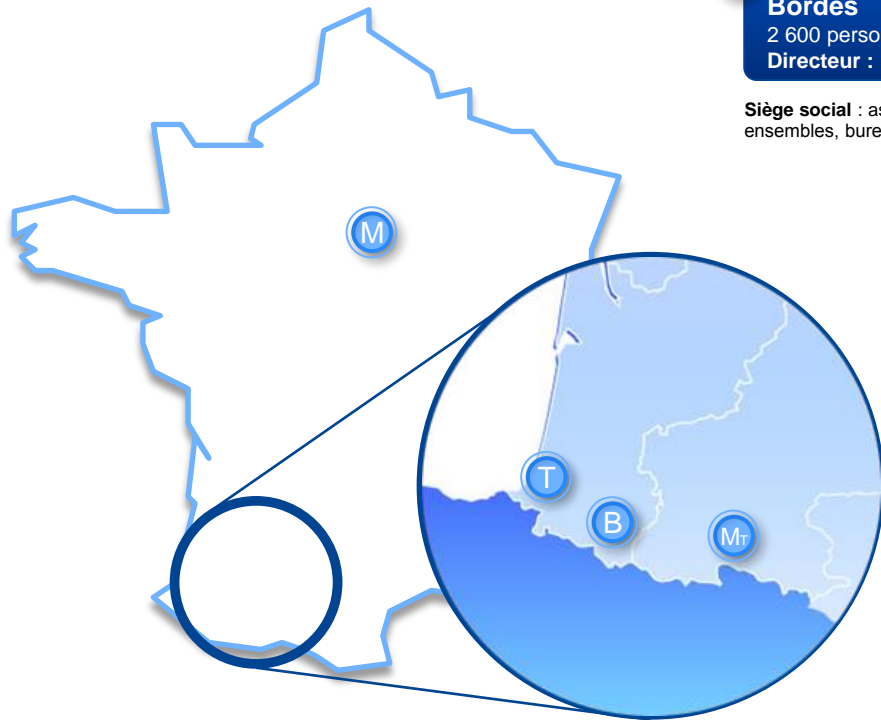 Bordes
2 600 perso
Directeur :
Siège social : as
ensembles, bure
M
T
B
MT